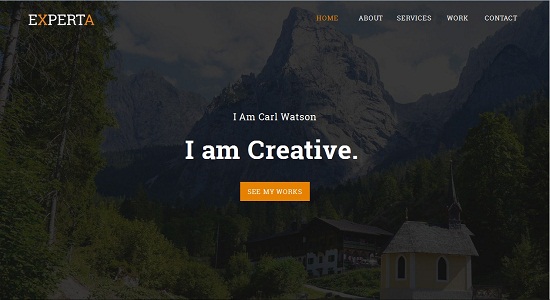 EXPERTA
HOME ABOUT SERVICES WORK CONTACT
I Am Carl Watson
I am Creative.
SEE MY WORKS